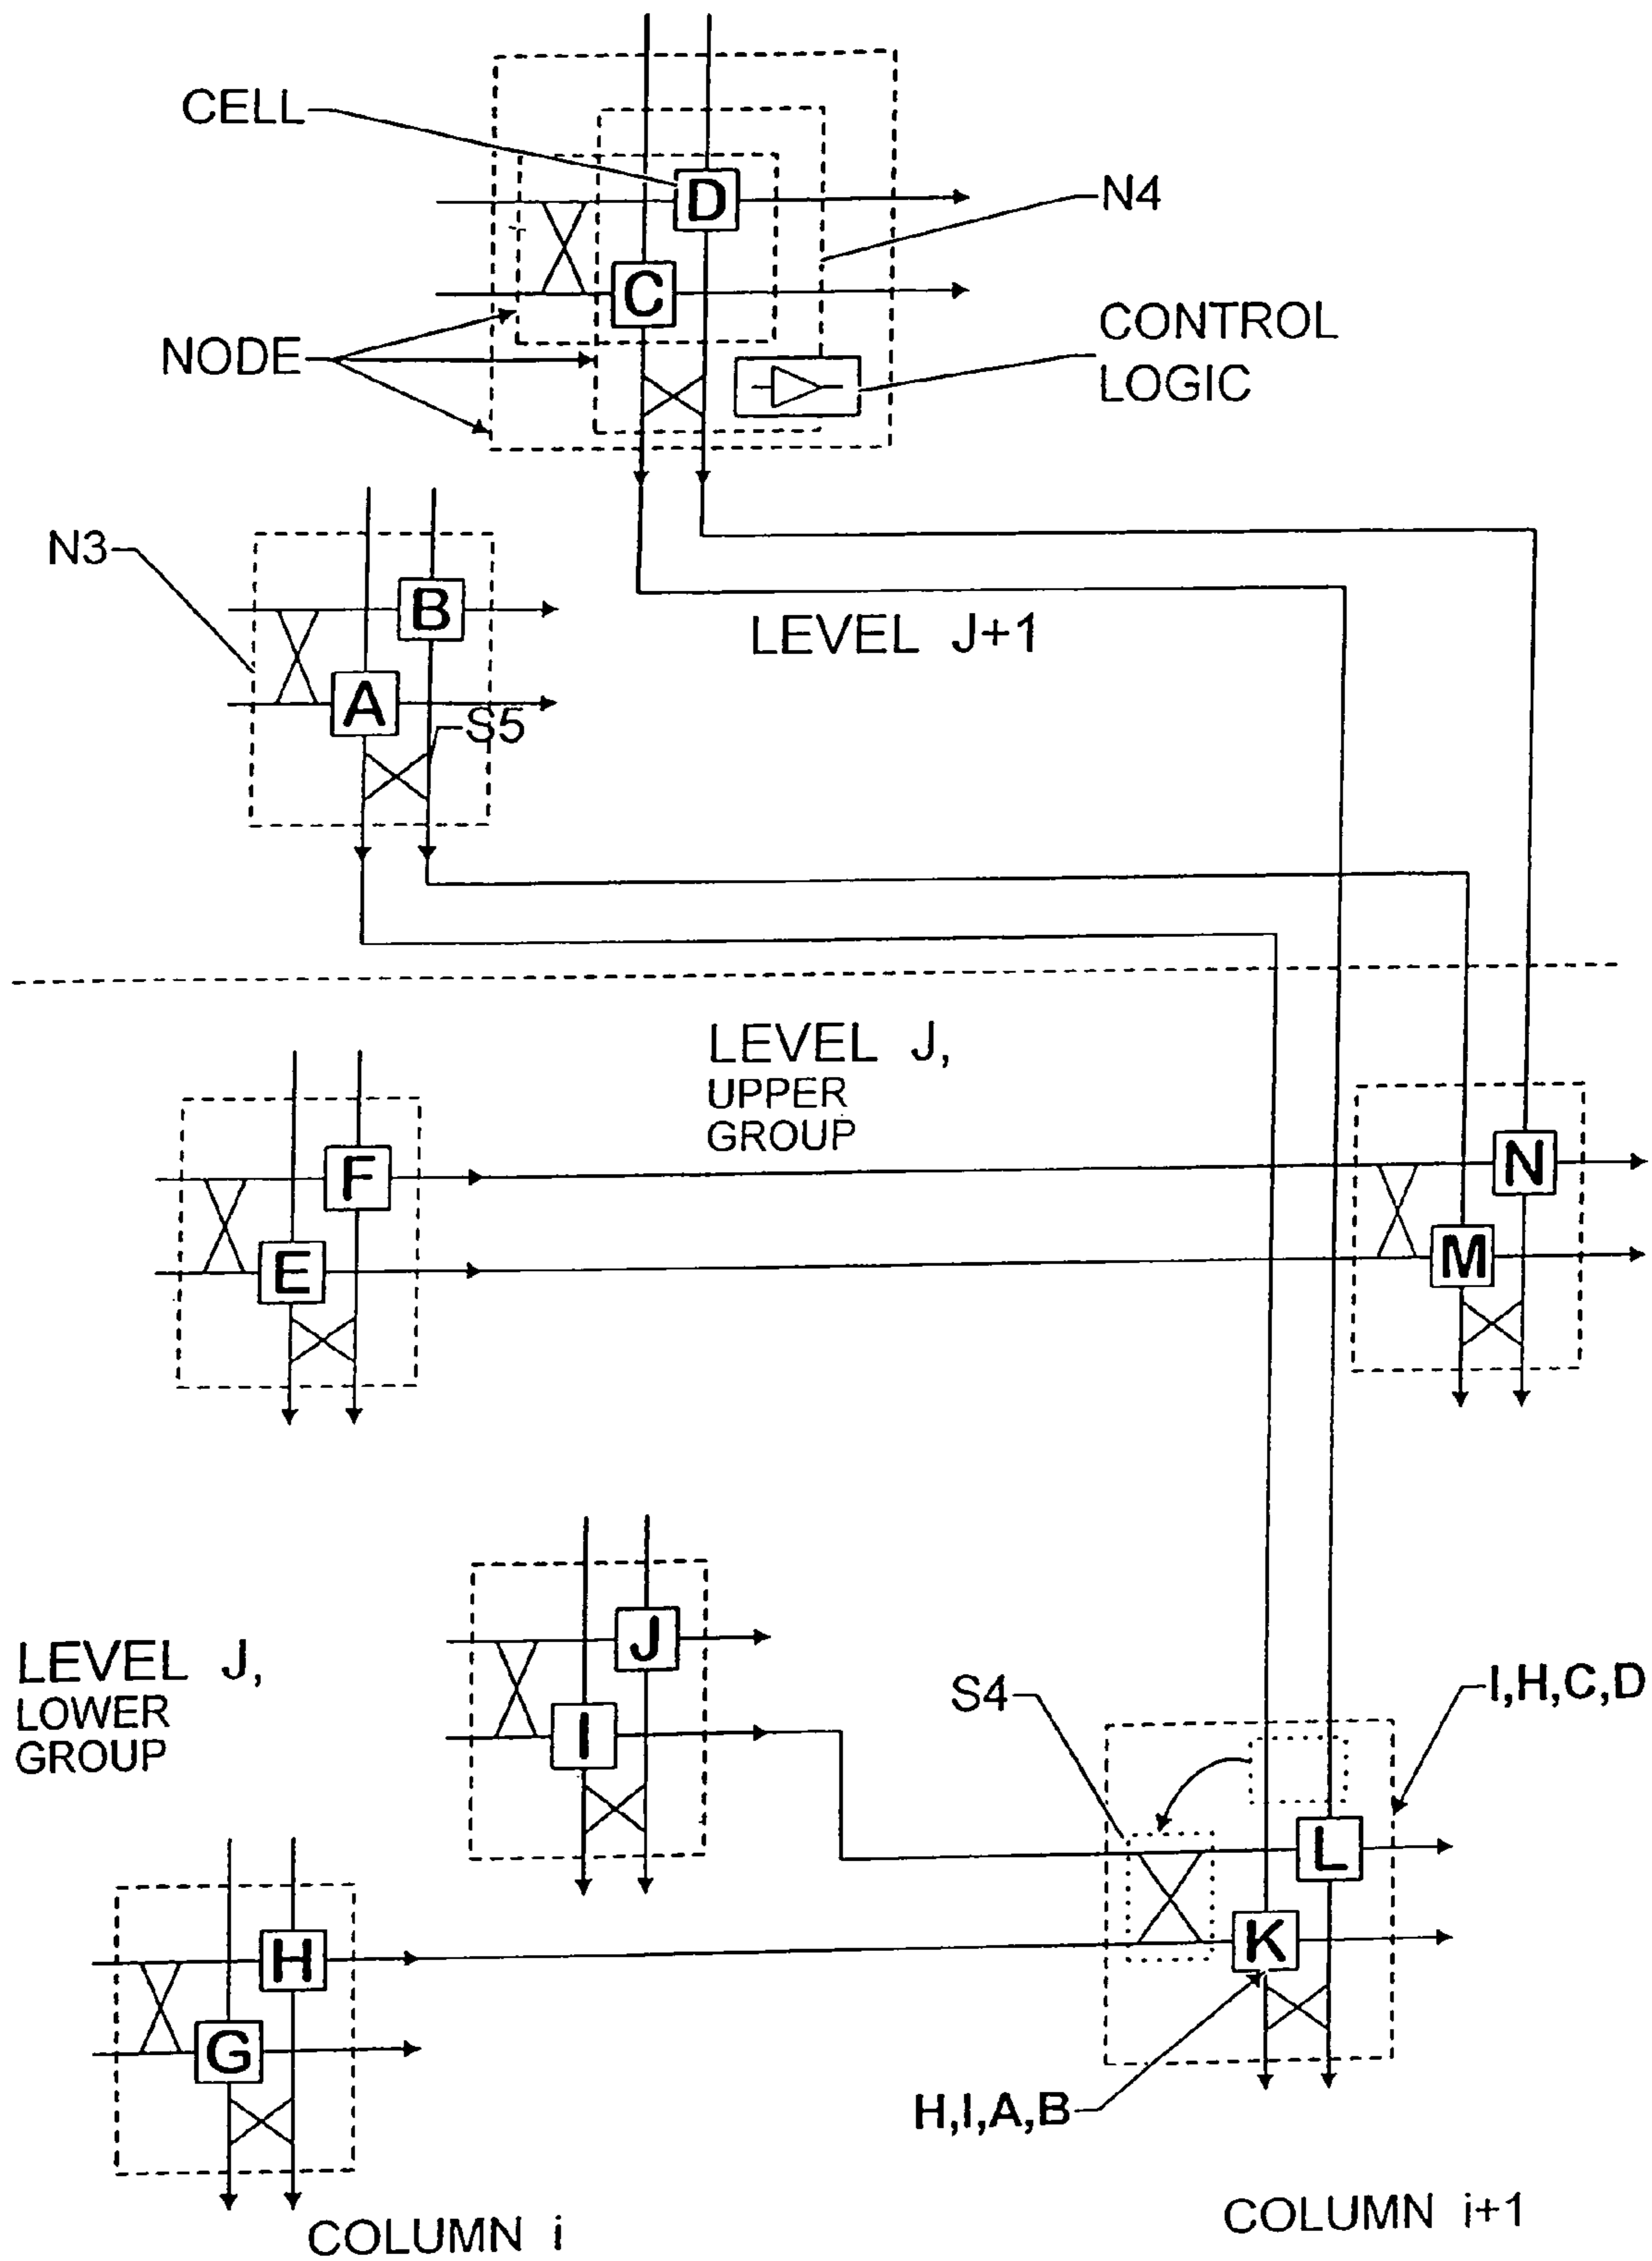 CELL
D
N4
C
CONTROL
LOGIC
NODE
N3
B
LEVEL J+1
A
S5
LEVEL J,
UPPER
GROUP
F
N
E
M
J
LEVEL J,
LOWER
GROUP
I
S4
I,H,C,D
L
H
K
G
H,I,A,B
COLUMN i
COLUMN i+1